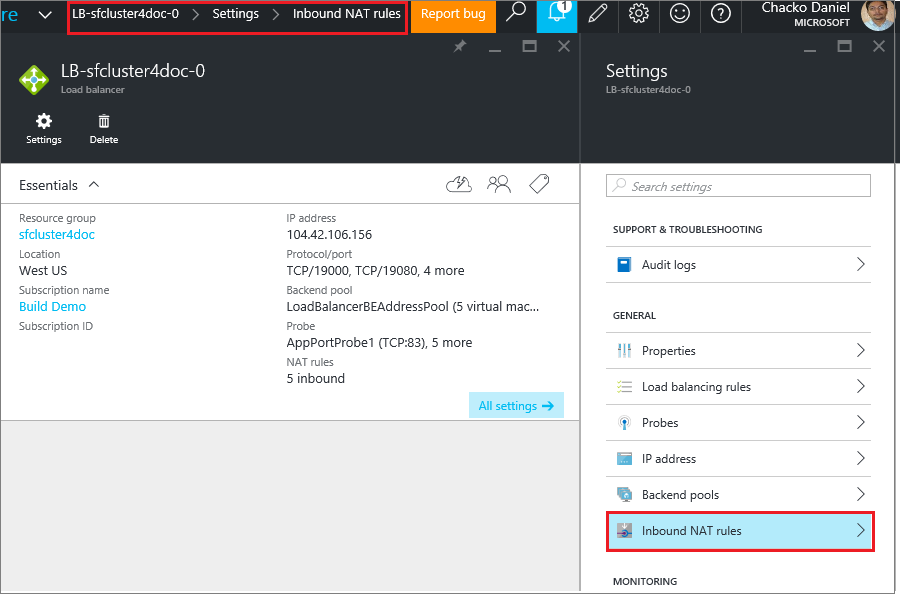 re LB-sfcluster4doc-0 Settings Inbound NAT rules Report bug 1 ? Chacko Daniel
MICROSOFT
LB-sfcluster4doc-0
Load balancer
Settings Delete
Essentials
Resource group
sfcluster4doc
Location
West US
Subscription name
Build Demo
Subscription ID
IP address
104.42.106.156
Protocol/port
TCP/19000, TCP/19080, 4 more
Backend pool
LoadBalancerBEAddressPool (5 virtual mac...
Probe
AppPortProbe1 (TCP:83), 5 more
NAT rules
5 inbound
All settings →
Settings
LB-sfcluster4doc-0
Search settings
SUPPORT & TROUBLESHOOTING
Audit logs
GENERAL
Properties
Load balancing rules
Probes
IP address
Backend pools
Inbound NAT rules
MONITORING